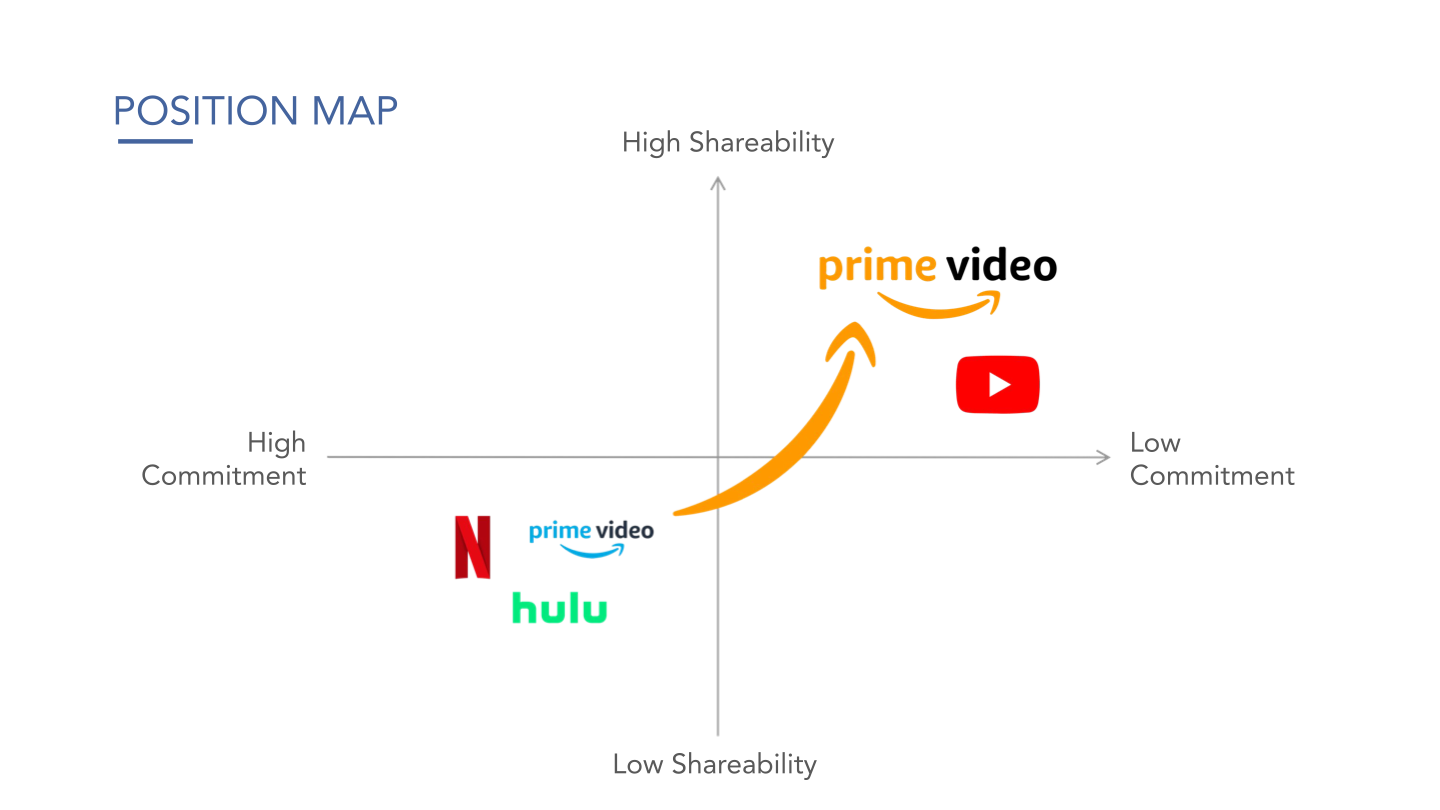 POSITION MAP
High Shareability
prime video
High
Commitment
Low
Commitment
N
prime video
hulu
Low Shareability